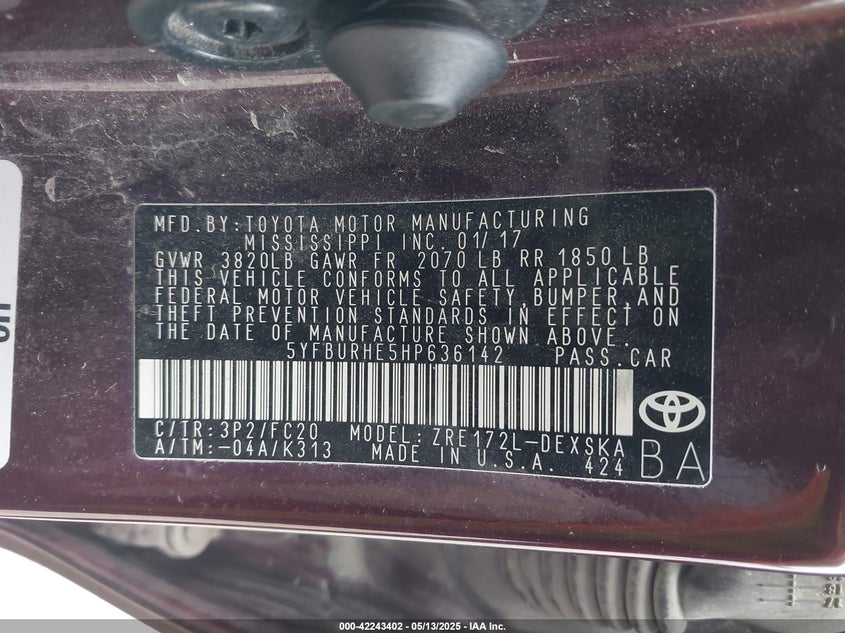 MFD.BY: TOYOTA MOTOR MANUFACTURING
MISSISSIPPI INC. 01/17
GVWR 3820LB GAWR FR 2070 LB RR 1850 LB
THIS VEHICLE CONFORMS TO ALL APPLICABLE
FEDERAL MOTOR VEHICLE SAFETY, BUMPER, AND
THEFT PREVENTION STANDARDS IN EFFECT ON
THE DATE OF MANUFACTURE SHOWN ABOVE.
5YFBURHE5HP636142 PASS.CAR
C/TR: 3P2/FC20 MODEL: ZRE172L-DEXSKA
A/TM: -04A/K313 MADE IN U.S.A. 424
BA
000-42243402 - 05/13/2025 - IAA Inc.